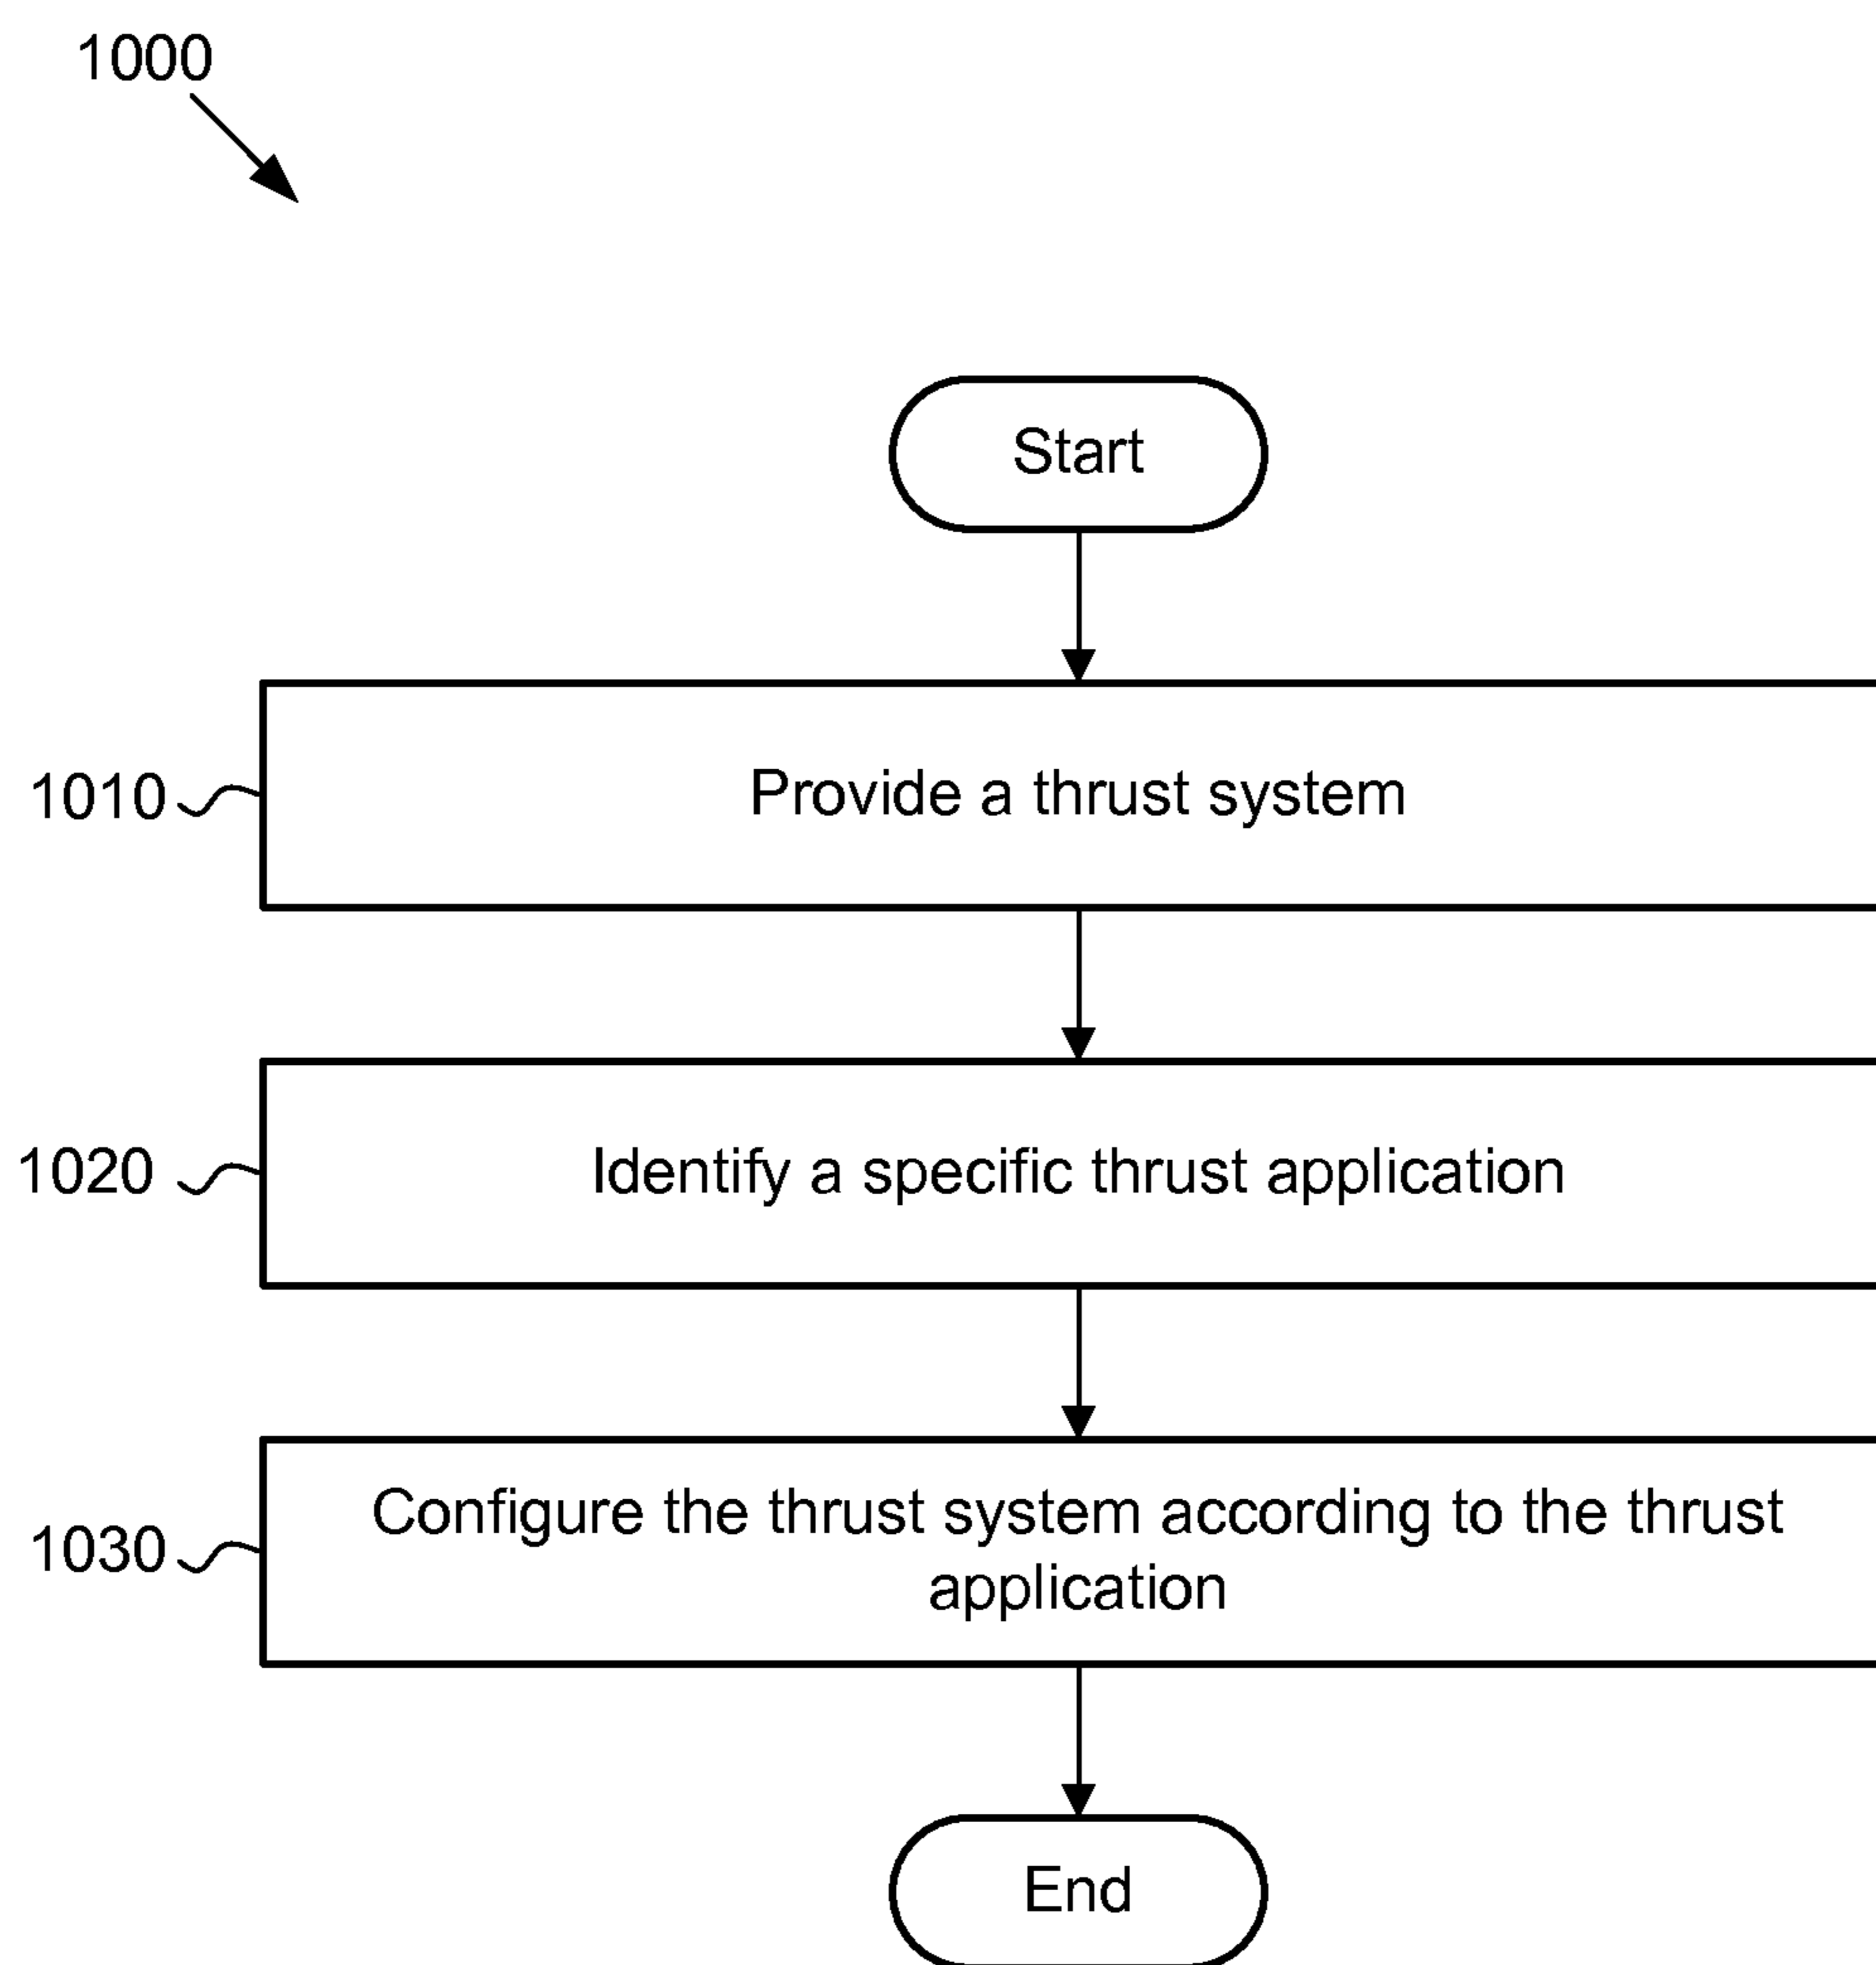 1000
Start
1010
Provide a thrust system
1020
Identify a specific thrust application
1030
Configure the thrust system according to the thrust
application
End